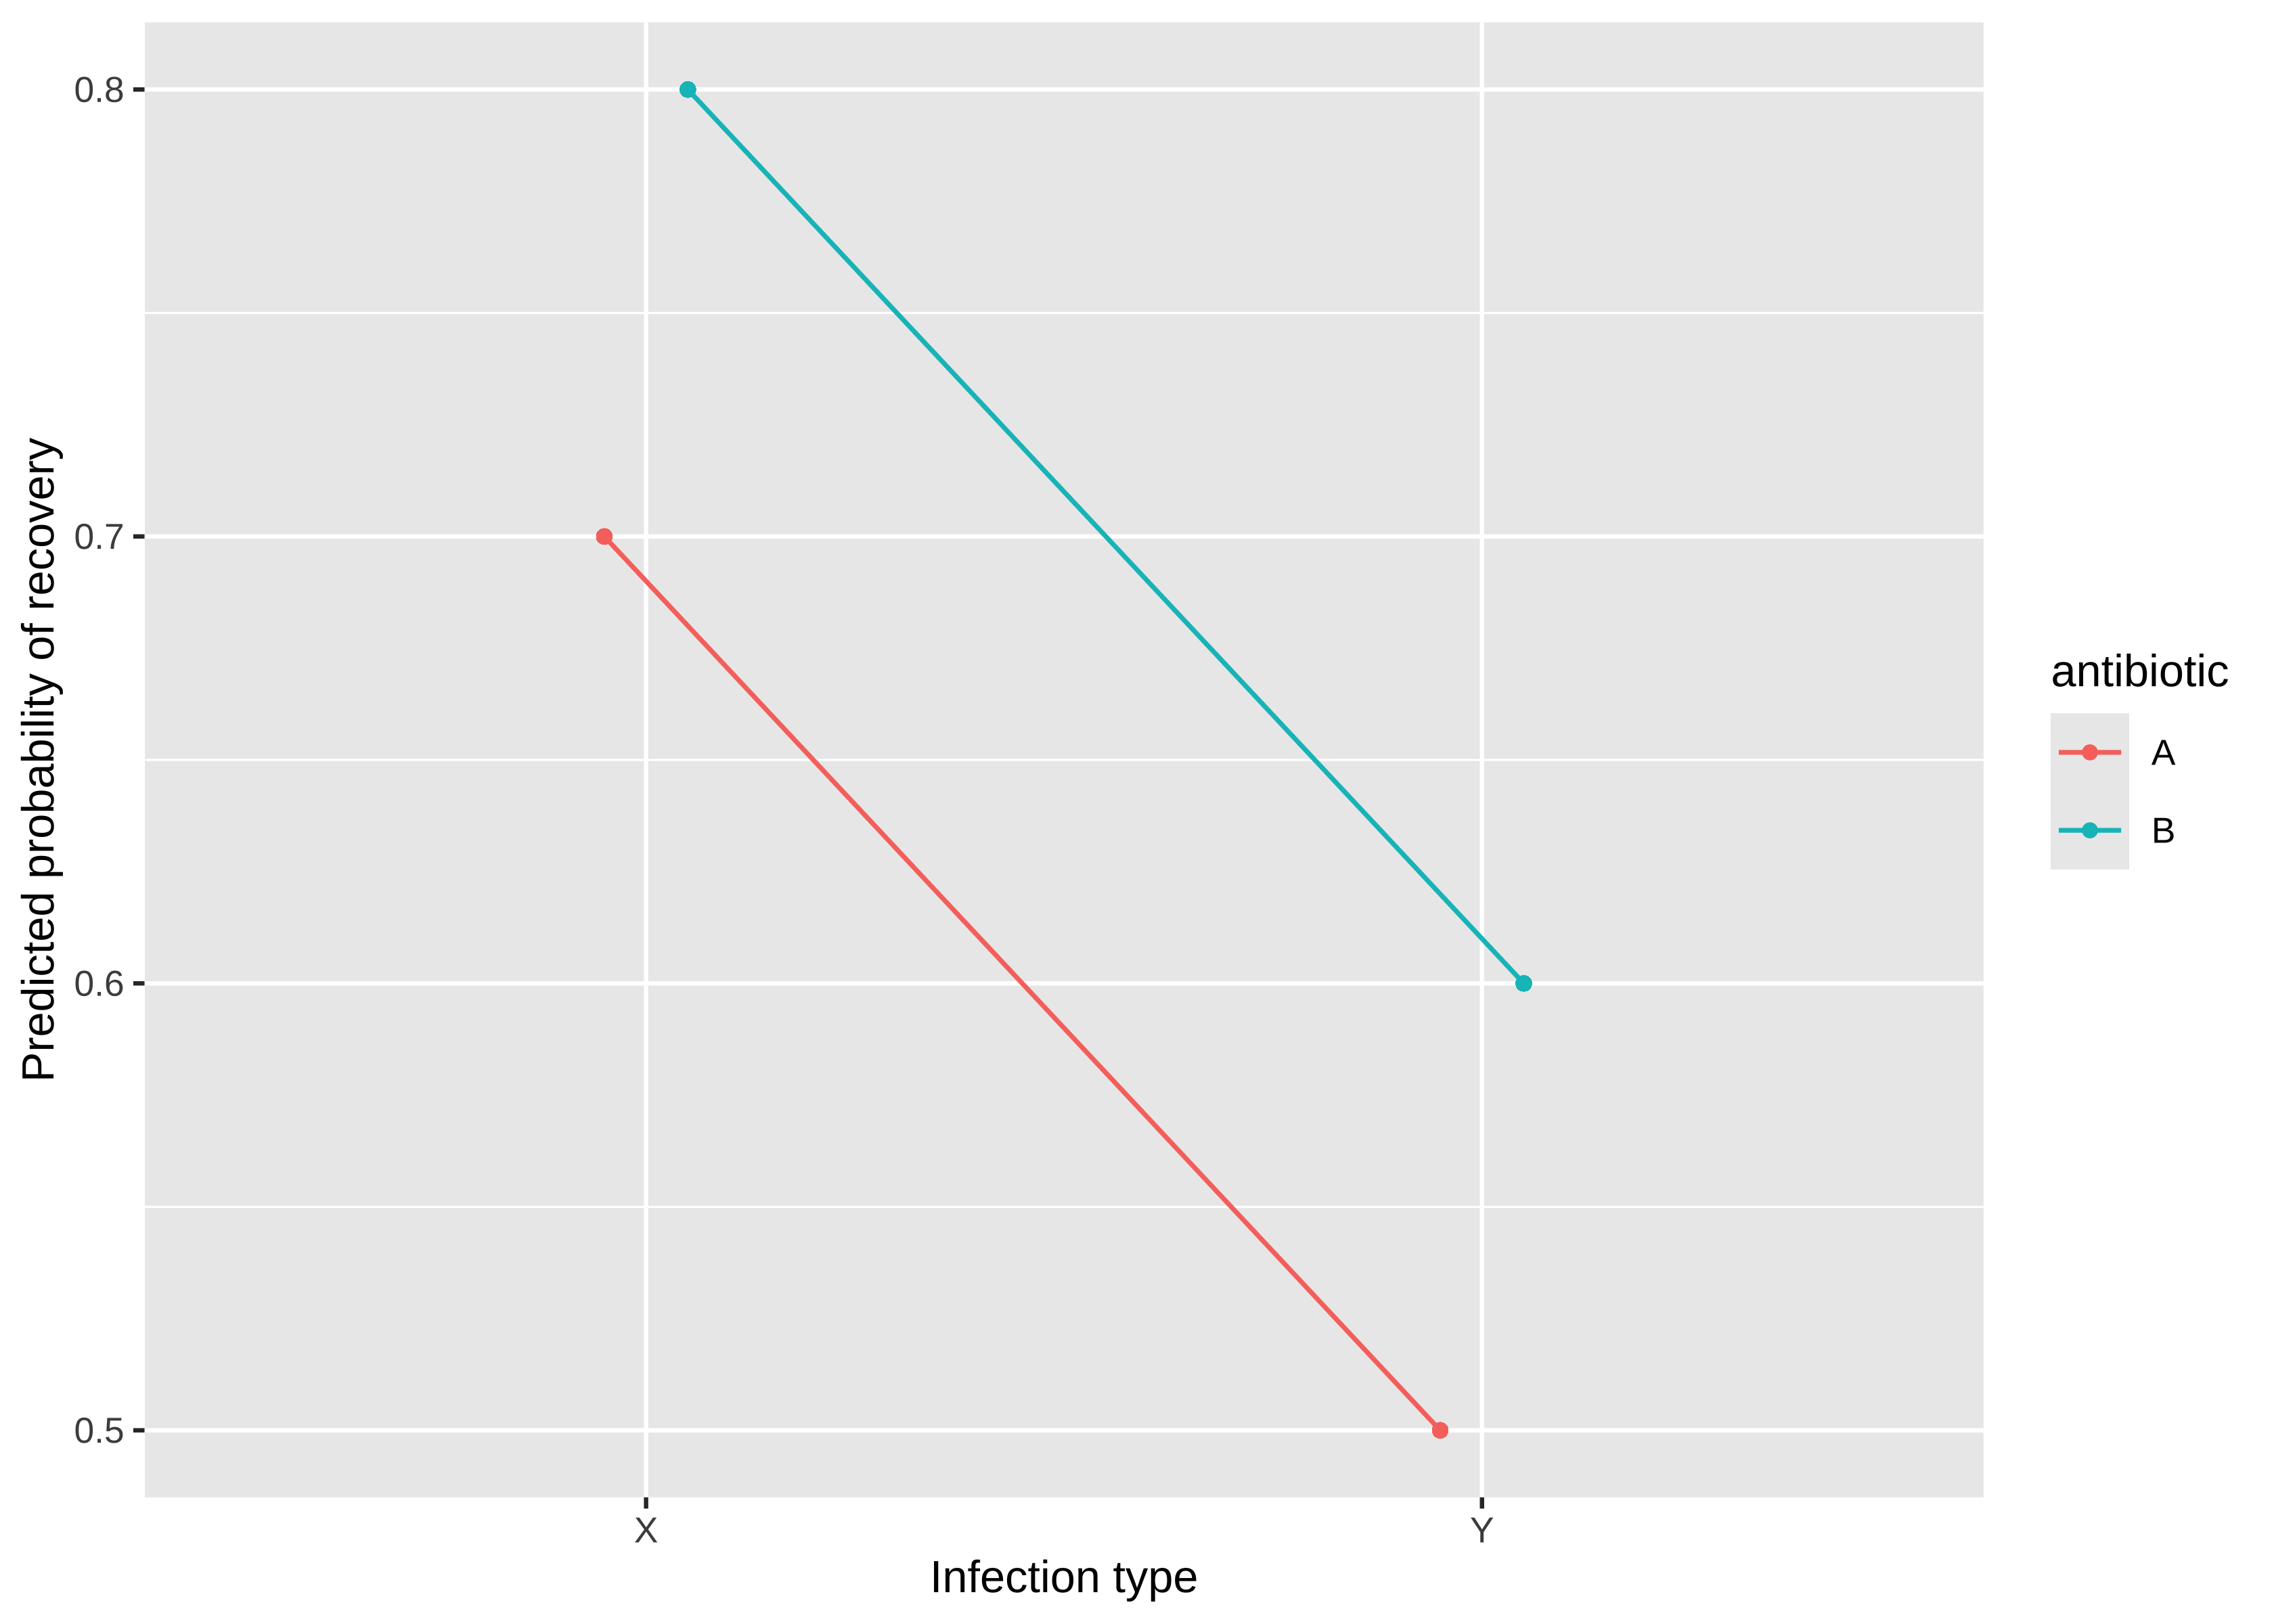 Predicted probability of recovery
0.8
0.7
0.6
0.5
X
Y
Infection type
antibiotic
A
B